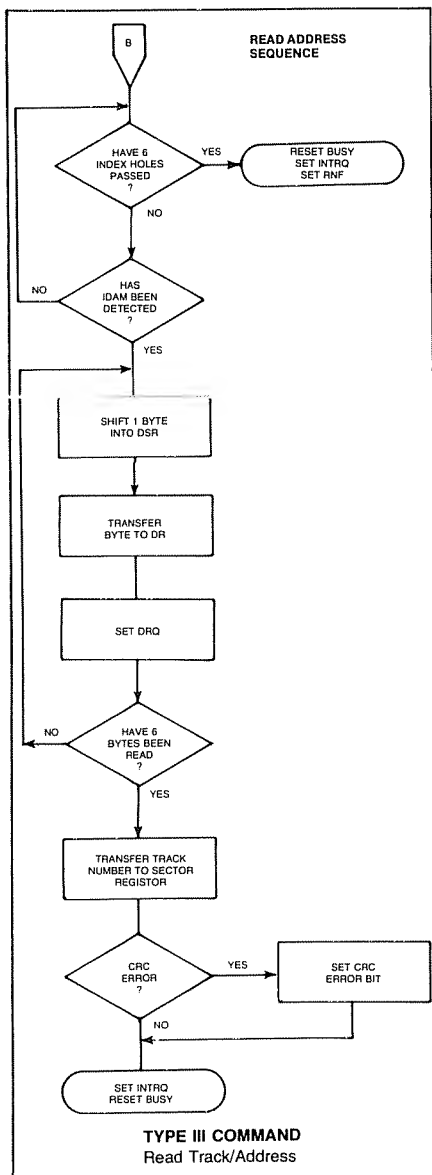 B
READ ADDRESS
SEQUENCE
HAVE 6
INDEX HOLES
PASSED
?
YES
RESET BUSY
SET INTRQ
SET RNF
NO
HAS
IDAM BEEN
DETECTED
?
NO
YES
SHIFT 1 BYTE
INTO DSR
TRANSFER
BYTE TO DR
SET DRQ
HAVE 6
BYTES BEEN
READ
?
NO
YES
TRANSFER TRACK
NUMBER TO SECTOR
REGISTOR
CRC
ERROR
?
YES
SET CRC
ERROR BIT
NO
SET INTRQ
RESET BUSY
TYPE III COMMAND
Read Track/Address